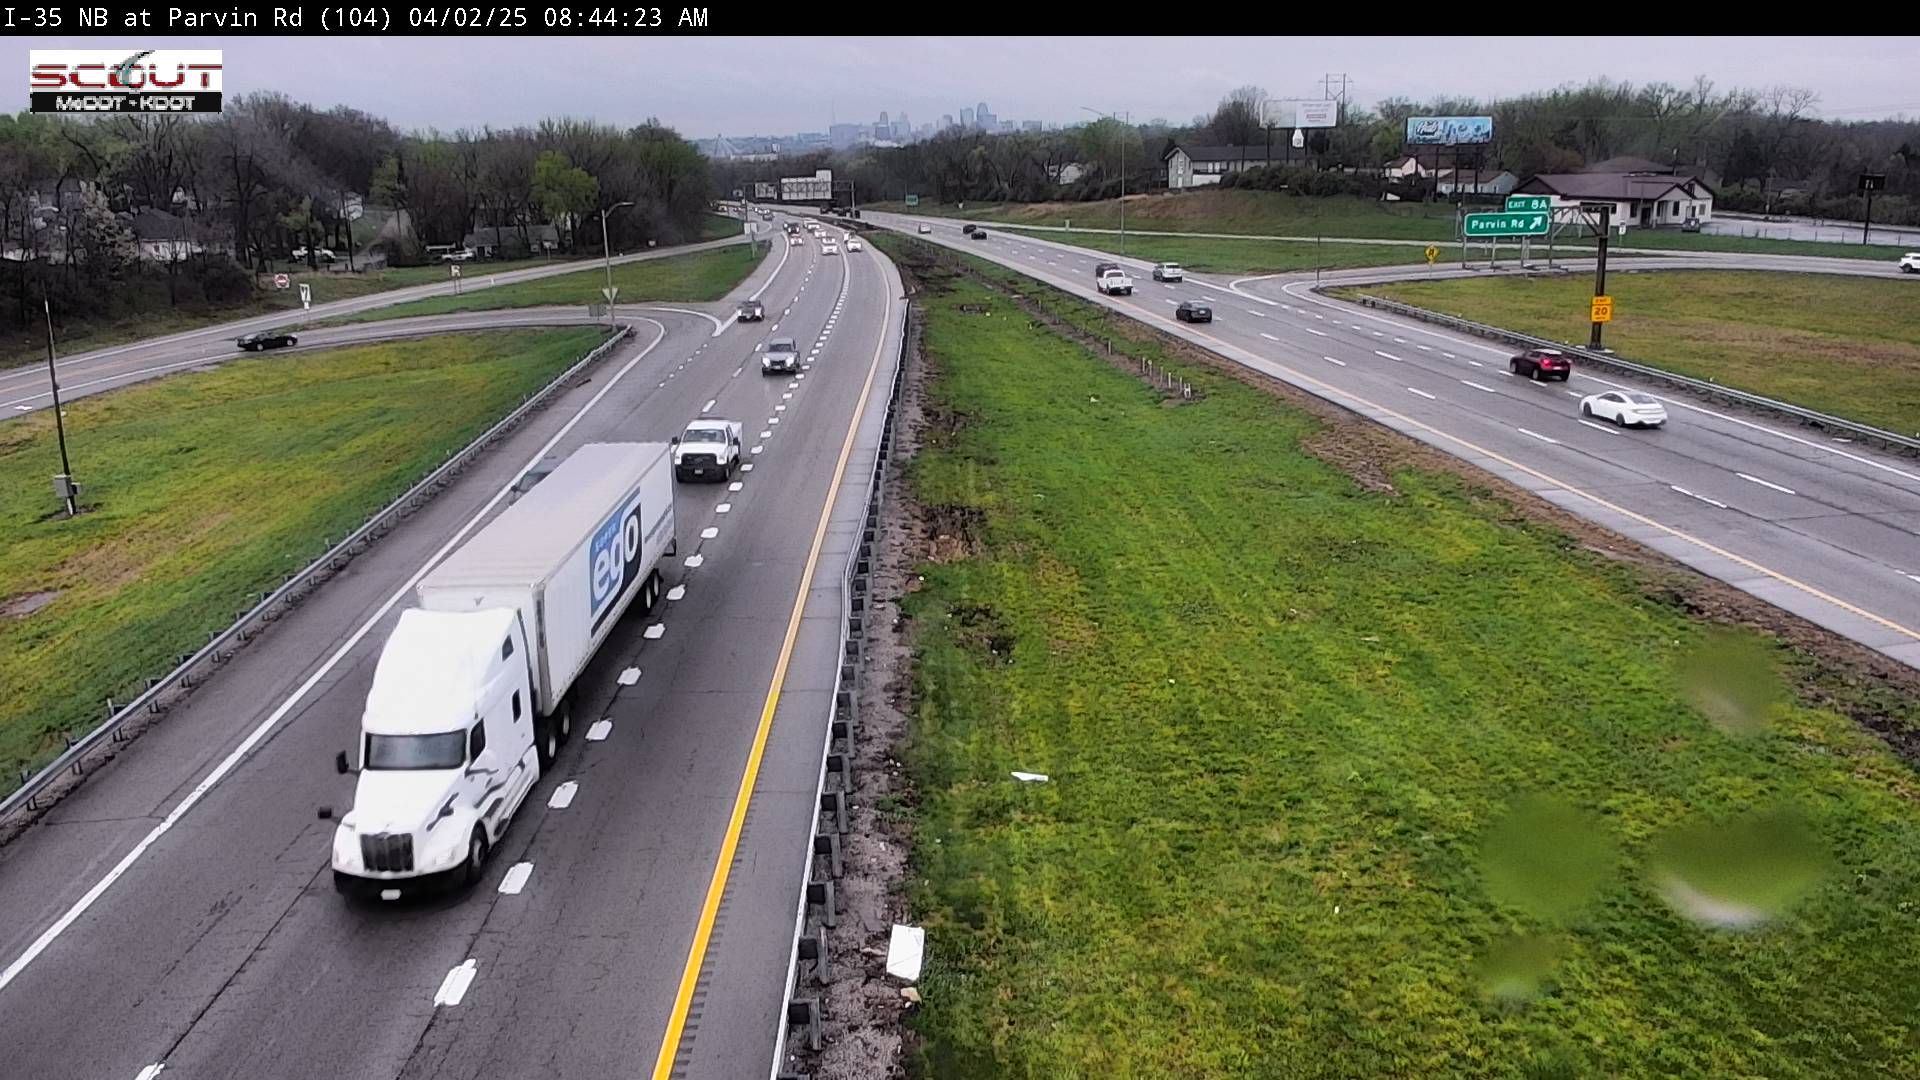 I-35 NB at Parvin Rd (104) 04/02/25 08:44:23 AM
SCOUT
MoDOT - KDOT
EXIT 8A
Parvin Rd
EXIT
20
SUPER
ego